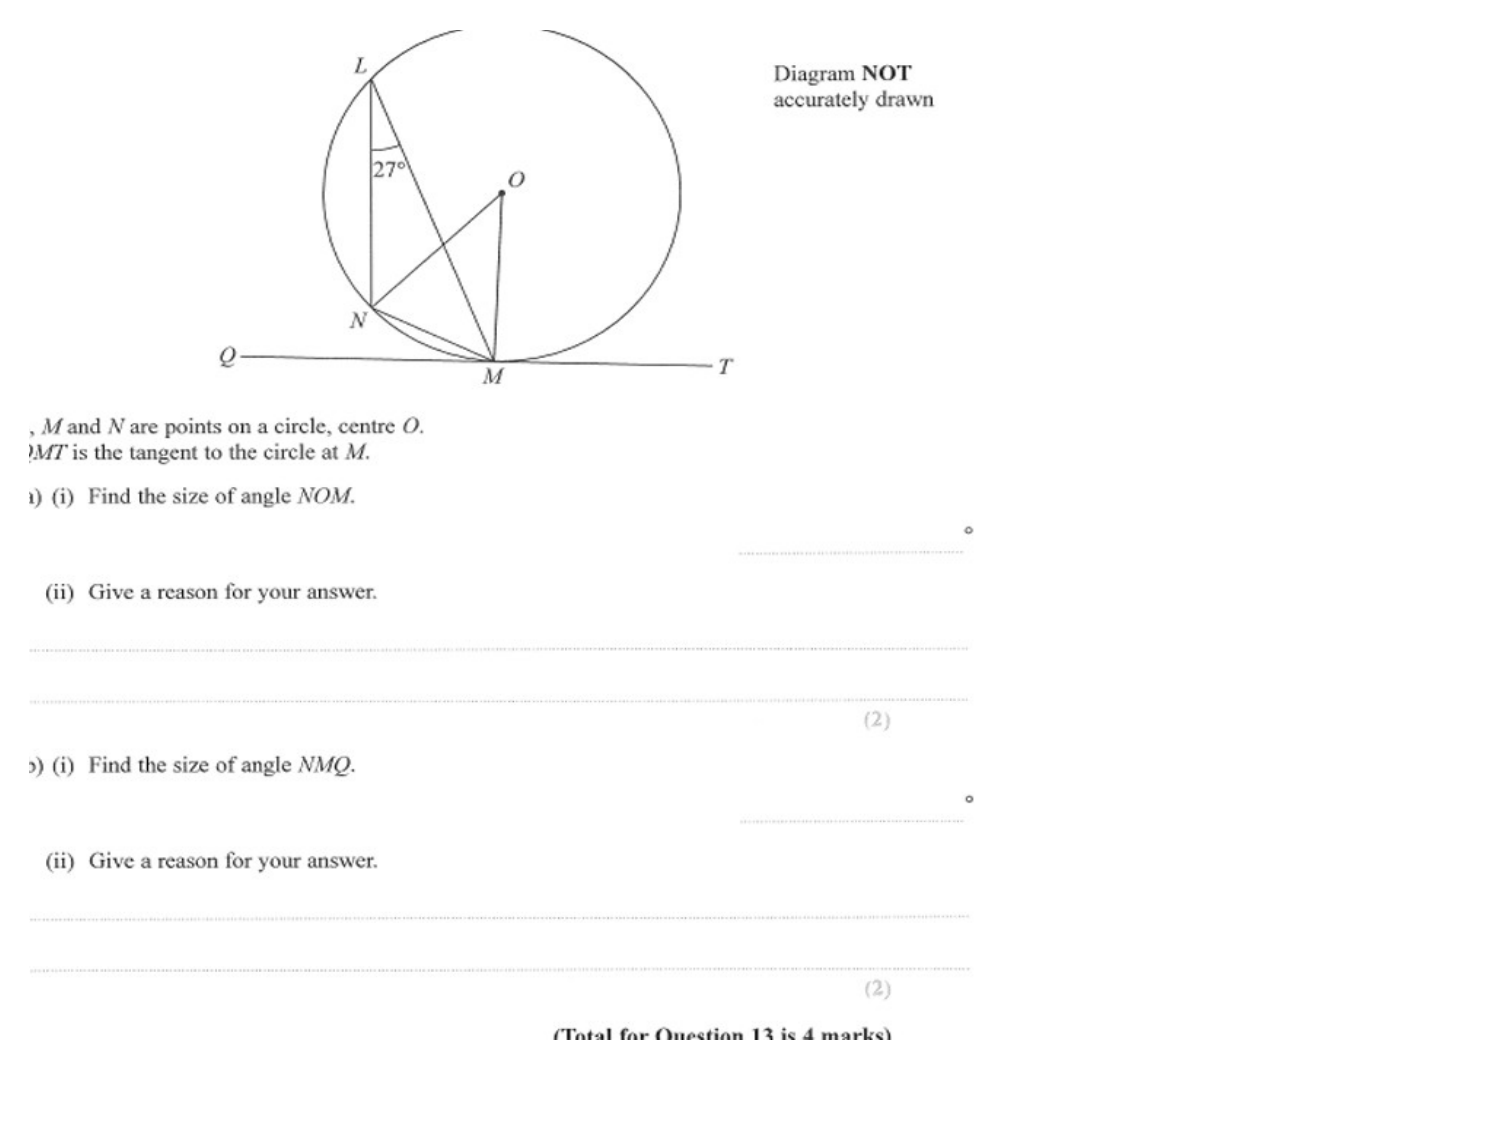 L
Diagram NOT
accurately drawn
27°
O
N
Q
T
M
, M and N are points on a circle, centre O.
MT is the tangent to the circle at M.
) (i) Find the size of angle NOM.
°
(ii) Give a reason for your answer.
(2)
) (i) Find the size of angle NMQ.
°
(ii) Give a reason for your answer.
(2)
(Total for Question 13 is 4 marks)